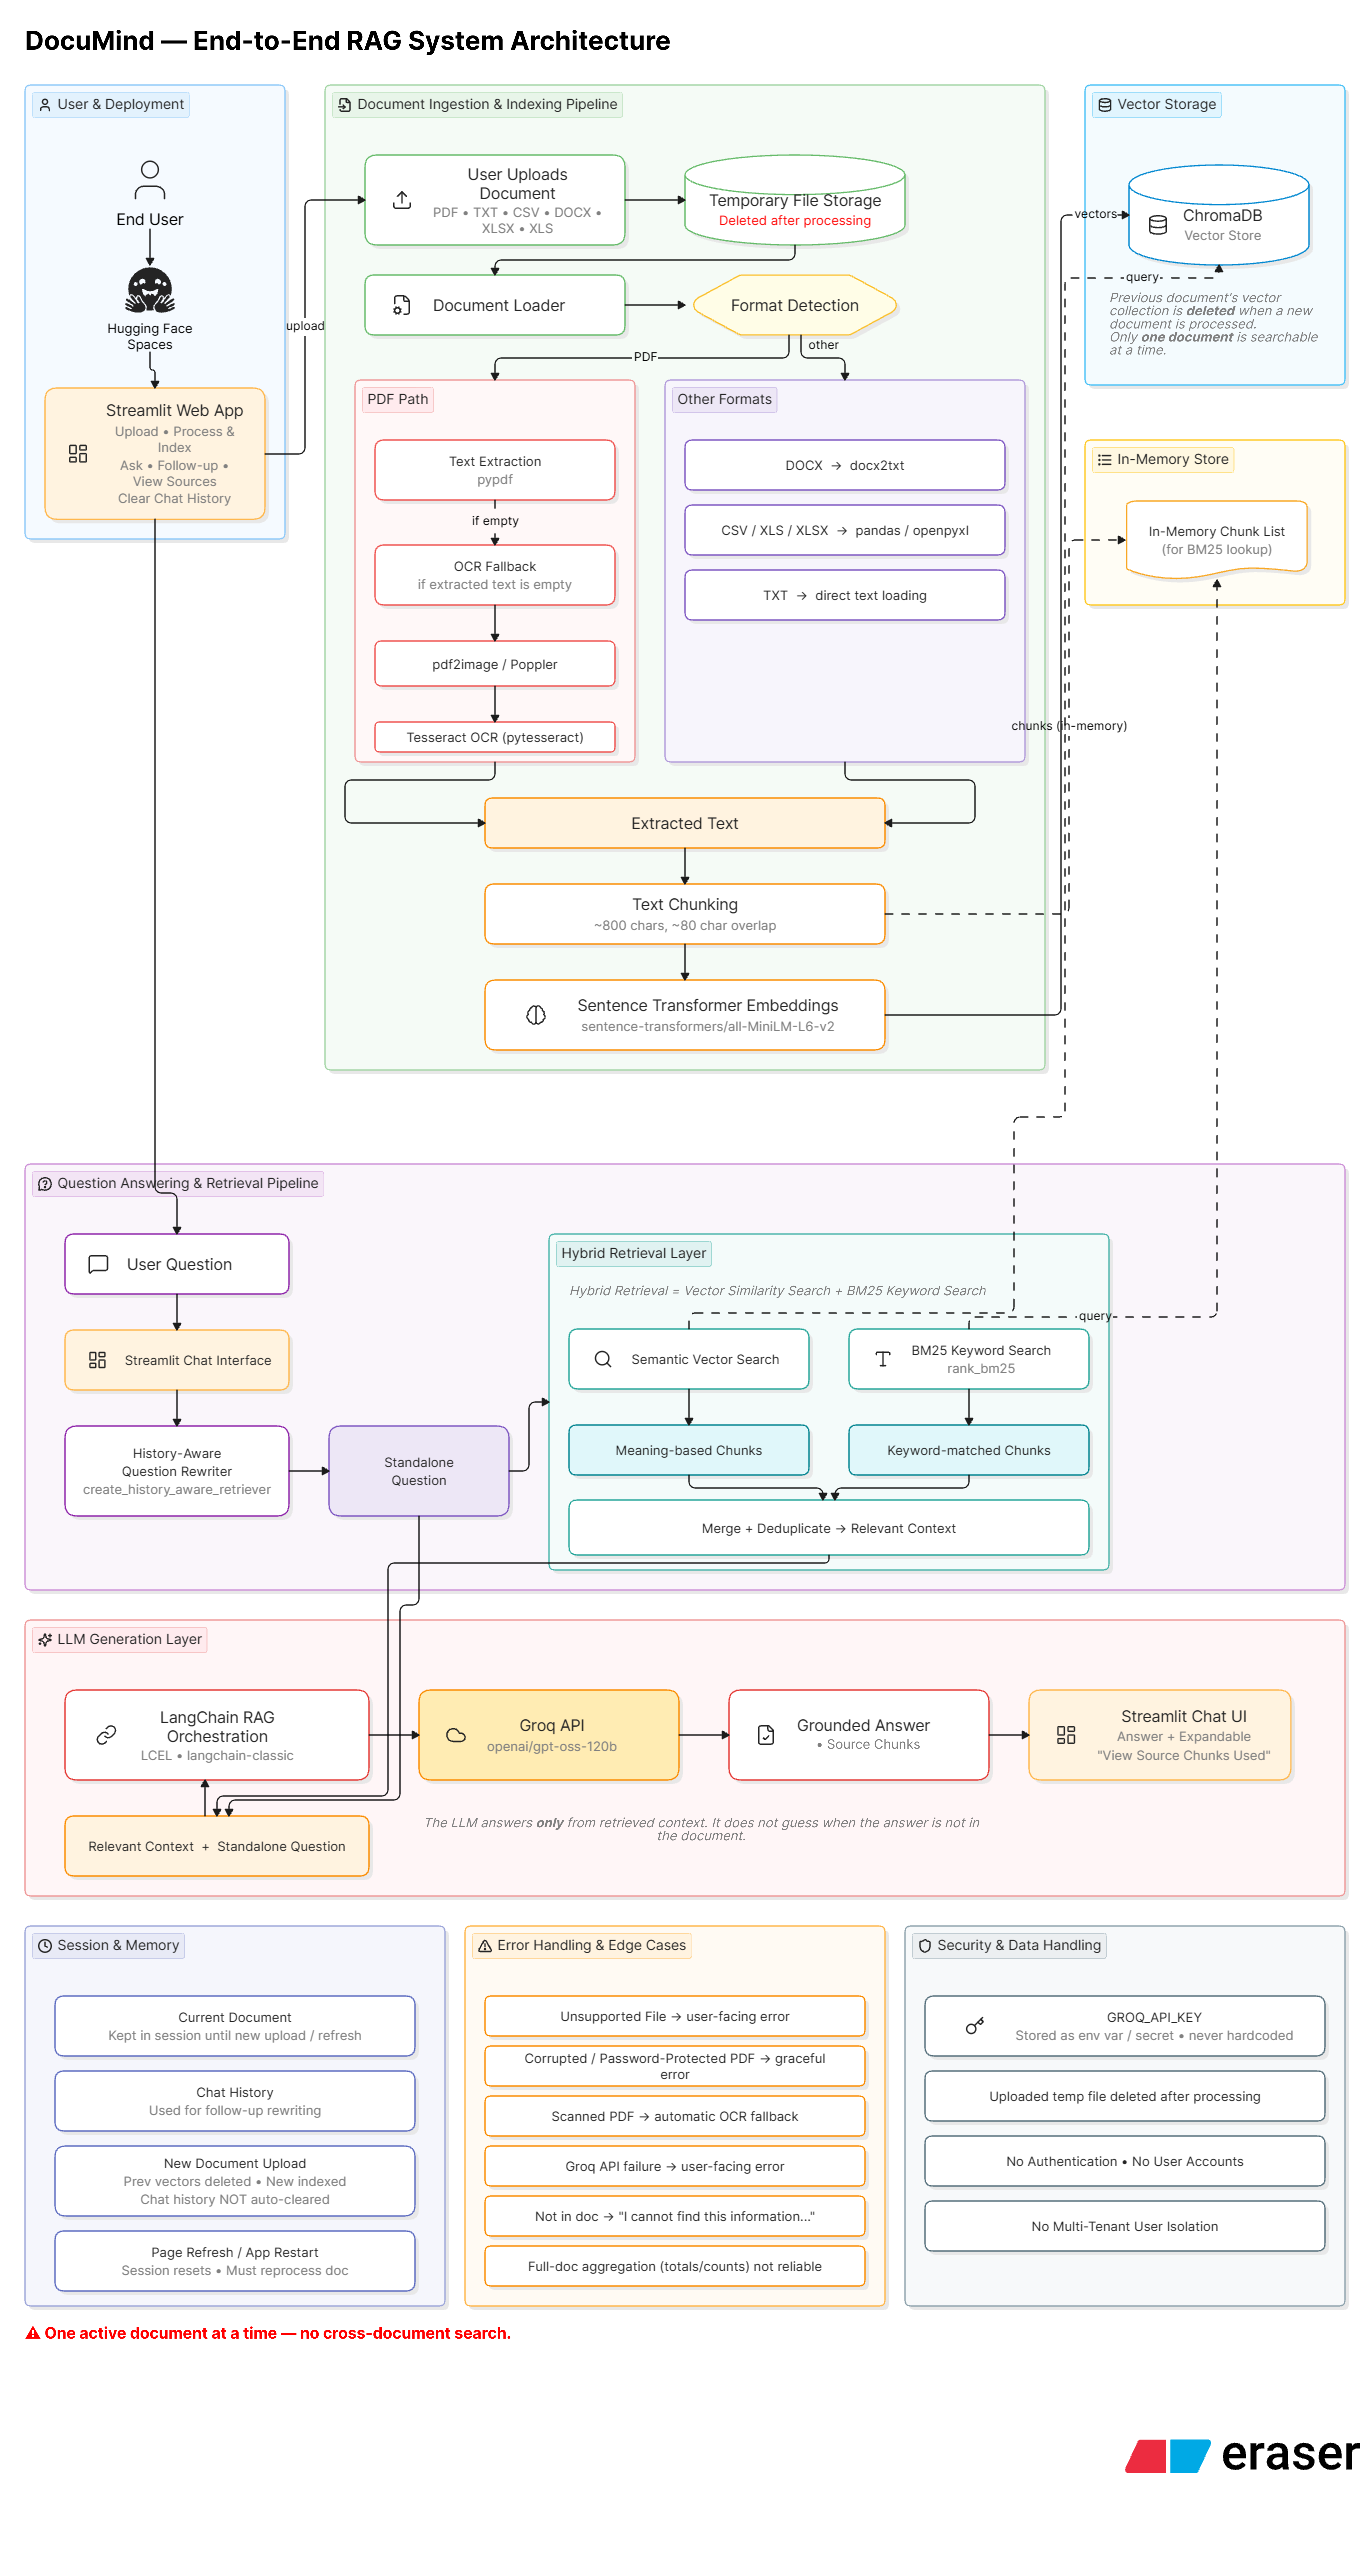 DocuMind — End-to-End RAG System Architecture
User & Deployment
End User
Hugging Face
Spaces
Streamlit Web App
Upload • Process &
Index
Ask • Follow-up •
View Sources
Clear Chat History
upload
Document Ingestion & Indexing Pipeline
User Uploads
Document
PDF • TXT • CSV • DOCX •
XLSX • XLS
Temporary File Storage
Deleted after processing
Document Loader
Format Detection
PDF
other
PDF Path
Text Extraction
pypdf
if empty
OCR Fallback
if extracted text is empty
pdf2image / Poppler
Tesseract OCR (pytesseract)
Other Formats
DOCX → docx2txt
CSV / XLS / XLSX → pandas / openpyxl
TXT → direct text loading
Extracted Text
Text Chunking
~800 chars, ~80 char overlap
Sentence Transformer Embeddings
sentence-transformers/all-MiniLM-L6-v2
Vector Storage
vectors
ChromaDB
Vector Store
query
Previous document's vector
collection is deleted when a new
document is processed.
Only one document is searchable
at a time.
In-Memory Store
In-Memory Chunk List
(for BM25 lookup)
chunks (in-memory)
Question Answering & Retrieval Pipeline
User Question
Streamlit Chat Interface
History-Aware
Question Rewriter
create_history_aware_retriever
Standalone
Question
Hybrid Retrieval Layer
Hybrid Retrieval = Vector Similarity Search + BM25 Keyword Search
query
Semantic Vector Search
BM25 Keyword Search
rank_bm25
Meaning-based Chunks
Keyword-matched Chunks
Merge + Deduplicate → Relevant Context
LLM Generation Layer
LangChain RAG
Orchestration
LCEL • langchain-classic
Groq API
openai/gpt-oss-120b
Grounded Answer
• Source Chunks
Streamlit Chat UI
Answer + Expandable
"View Source Chunks Used"
Relevant Context + Standalone Question
The LLM answers only from retrieved context. It does not guess when the answer is not in
the document.
Session & Memory
Current Document
Kept in session until new upload / refresh
Chat History
Used for follow-up rewriting
New Document Upload
Prev vectors deleted • New indexed
Chat history NOT auto-cleared
Page Refresh / App Restart
Session resets • Must reprocess doc
Error Handling & Edge Cases
Unsupported File → user-facing error
Corrupted / Password-Protected PDF → graceful
error
Scanned PDF → automatic OCR fallback
Groq API failure → user-facing error
Not in doc → "I cannot find this information..."
Full-doc aggregation (totals/counts) not reliable
Security & Data Handling
GROQ_API_KEY
Stored as env var / secret • never hardcoded
Uploaded temp file deleted after processing
No Authentication • No User Accounts
No Multi-Tenant User Isolation
⚠ One active document at a time — no cross-document search.
eraser